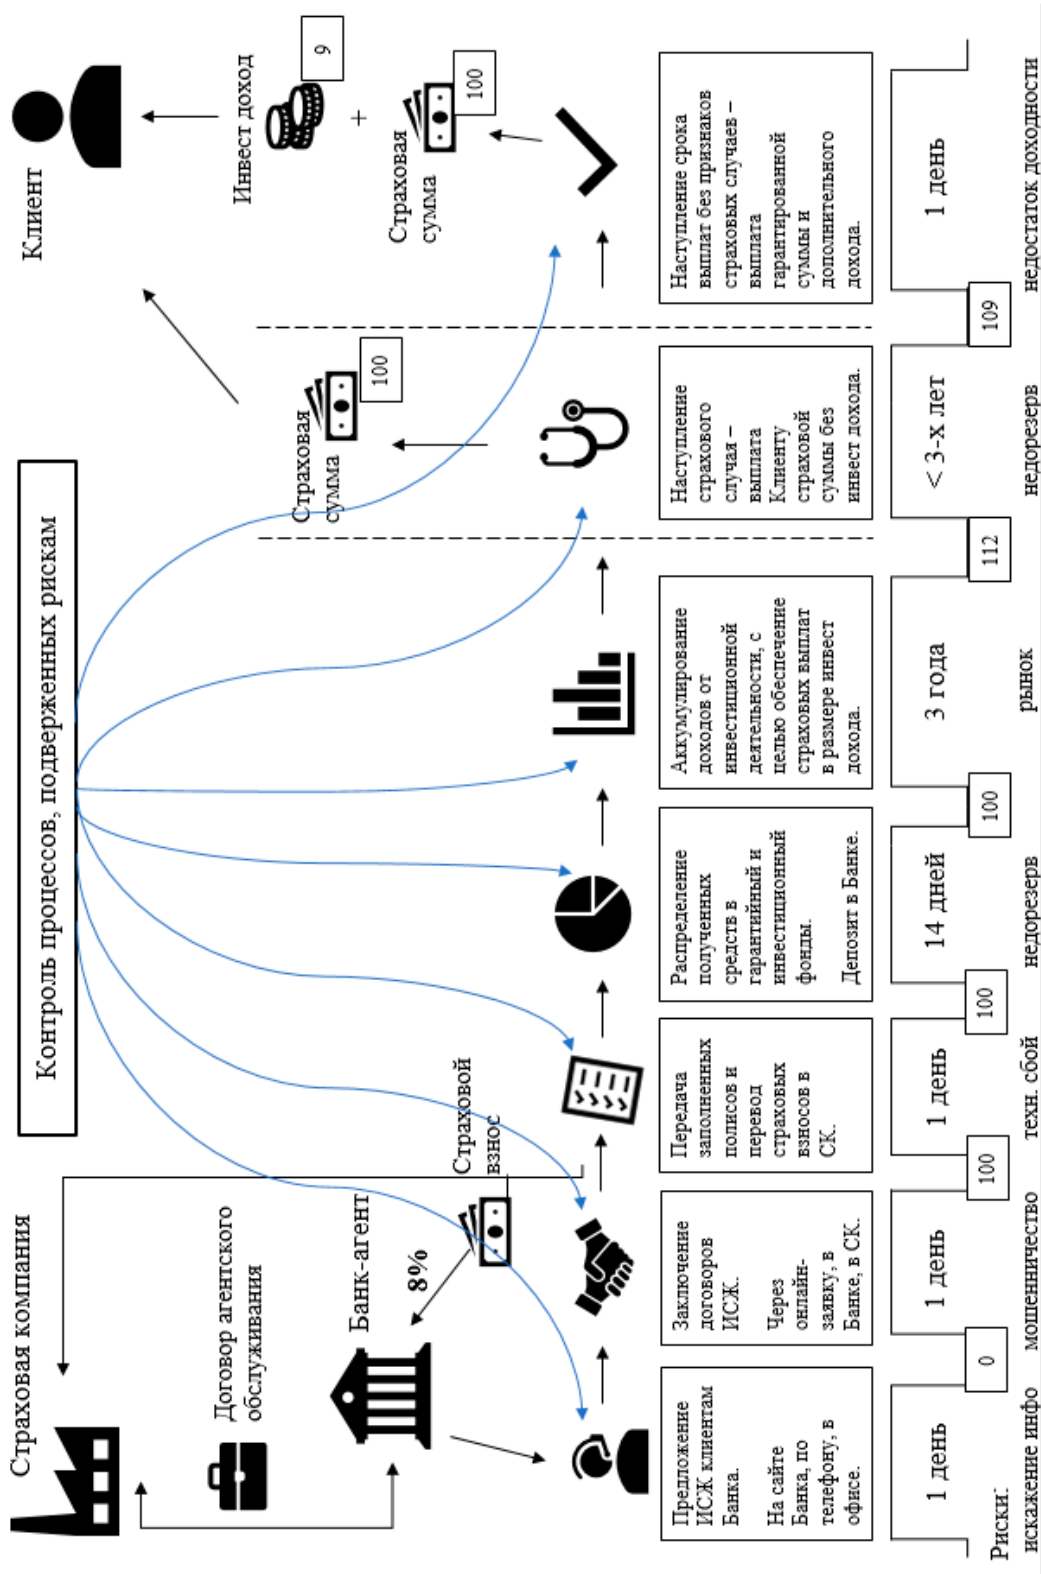 Контроль процессов, подверженных рискам
Страховая компания
Клиент
Договор агентского
обслуживания
Банк-агент
8%
Страховой
взнос
Страховая
сумма
100
Инвест доход
9
+
Страховая
сумма
100
Предложение
ИСЖ клиентам
Банка.
На сайте
Банка, по
телефону, в
офисе.
Заключение
договоров
ИСЖ.
Через
онлайн-
заявку, в
Банке, в СК.
Передача
заполненных
полисов и
перевод
страховых
взносов в
СК.
Распределение
полученных
средств в
гарантийный и
инвестиционный
фонды.
Депозит в Банке.
Аккумулирование
доходов от
инвестиционной
деятельности, с
целью обеспечение
страховых выплат
в размере инвест
дохода.
Наступление
страхового
случая –
выплата
Клиенту
страховой
суммы без
инвест дохода.
Наступление срока
выплат без признаков
страховых случаев –
выплата
гарантированной
суммы и
дополнительного
дохода.
1 день
1 день
1 день
14 дней
3 года
< 3-х лет
1 день
0
100
100
100
112
109
Риски:
искажение инфо
мошенничество
техн. сбой
недорезерв
рынок
недорезерв
недостаток доходности